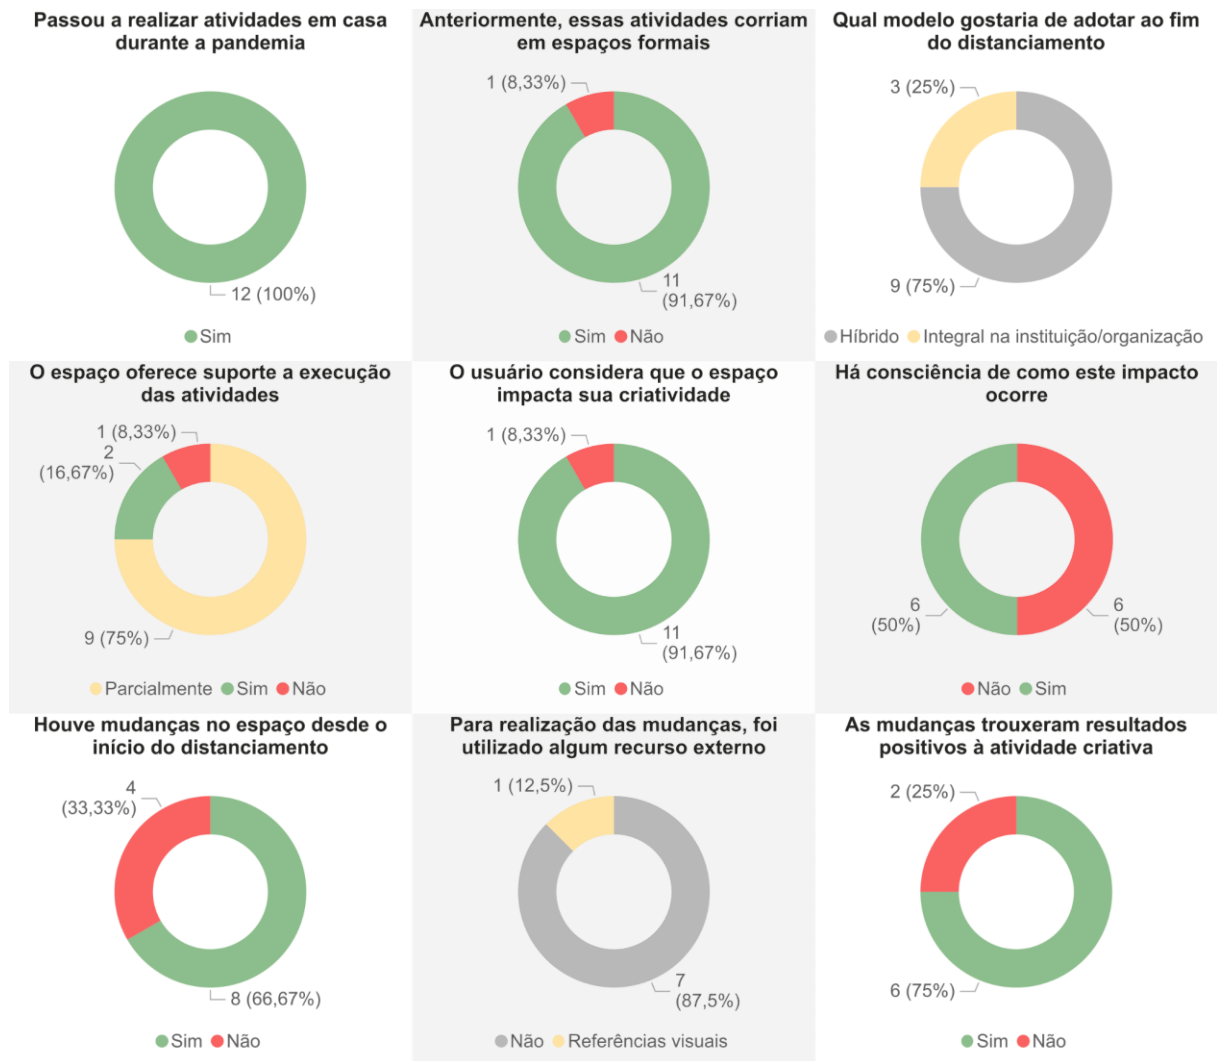 Passou a realizar atividades em casa
durante a pandemia
12 (100%)
Sim
Anteriormente, essas atividades corriam
em espaços formais
1 (8,33%)
11
(91,67%)
Sim Não
Qual modelo gostaria de adotar ao fim
do distanciamento
3 (25%)
9 (75%)
Híbrido Integral na instituição/organização
O espaço oferece suporte a execução
das atividades
1 (8,33%)
2
(16,67%)
9 (75%)
Parcialmente Sim Não
O usuário considera que o espaço
impacta sua criatividade
1 (8,33%)
11
(91,67%)
Sim Não
Há consciência de como este impacto
ocorre
6
(50%)
6
(50%)
Não Sim
Houve mudanças no espaço desde o
início do distanciamento
4
(33,33%)
8 (66,67%)
Sim Não
Para realização das mudanças, foi
utilizado algum recurso externo
1 (12,5%)
7
(87,5%)
Não Referências visuais
As mudanças trouxeram resultados
positivos à atividade criativa
2 (25%)
6 (75%)
Sim Não